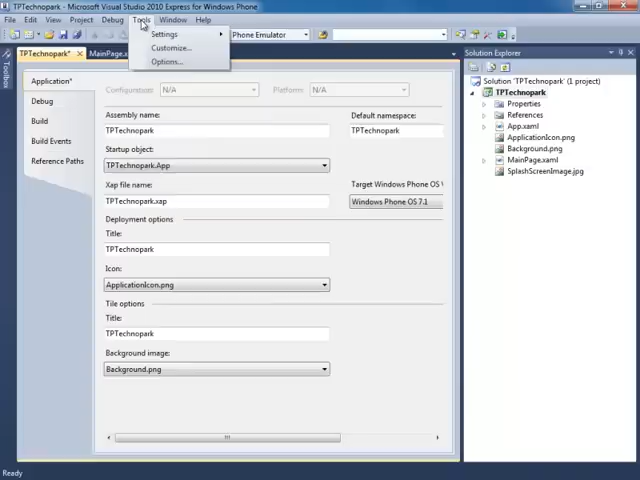 TPTechnopark - Microsoft Visual Studio 2010 Express for Windows Phone
File Edit View Project Debug Tools Window Help
Settings
Customize...
Options...
Phone Emulator
TPTechnopark*
MainPage.x
Toolbox
Application*
Debug
Build
Build Events
Reference Paths
Configuration: N/A
Platform: N/A
Assembly name:
TPTechnopark
Default namespace:
TPTechnopark
Startup object:
TPTechnopark.App
Xap file name:
TPTechnopark.xap
Target Windows Phone OS
Windows Phone OS 7.1
Deployment options
Title:
TPTechnopark
Icon:
ApplicationIcon.png
Tile options
Title:
TPTechnopark
Background image:
Background.png
Solution Explorer
Solution 'TPTechnopark' (1 project)
TPTechnopark
Properties
References
App.xaml
ApplicationIcon.png
Background.png
MainPage.xaml
SplashScreenImage.jpg
Ready